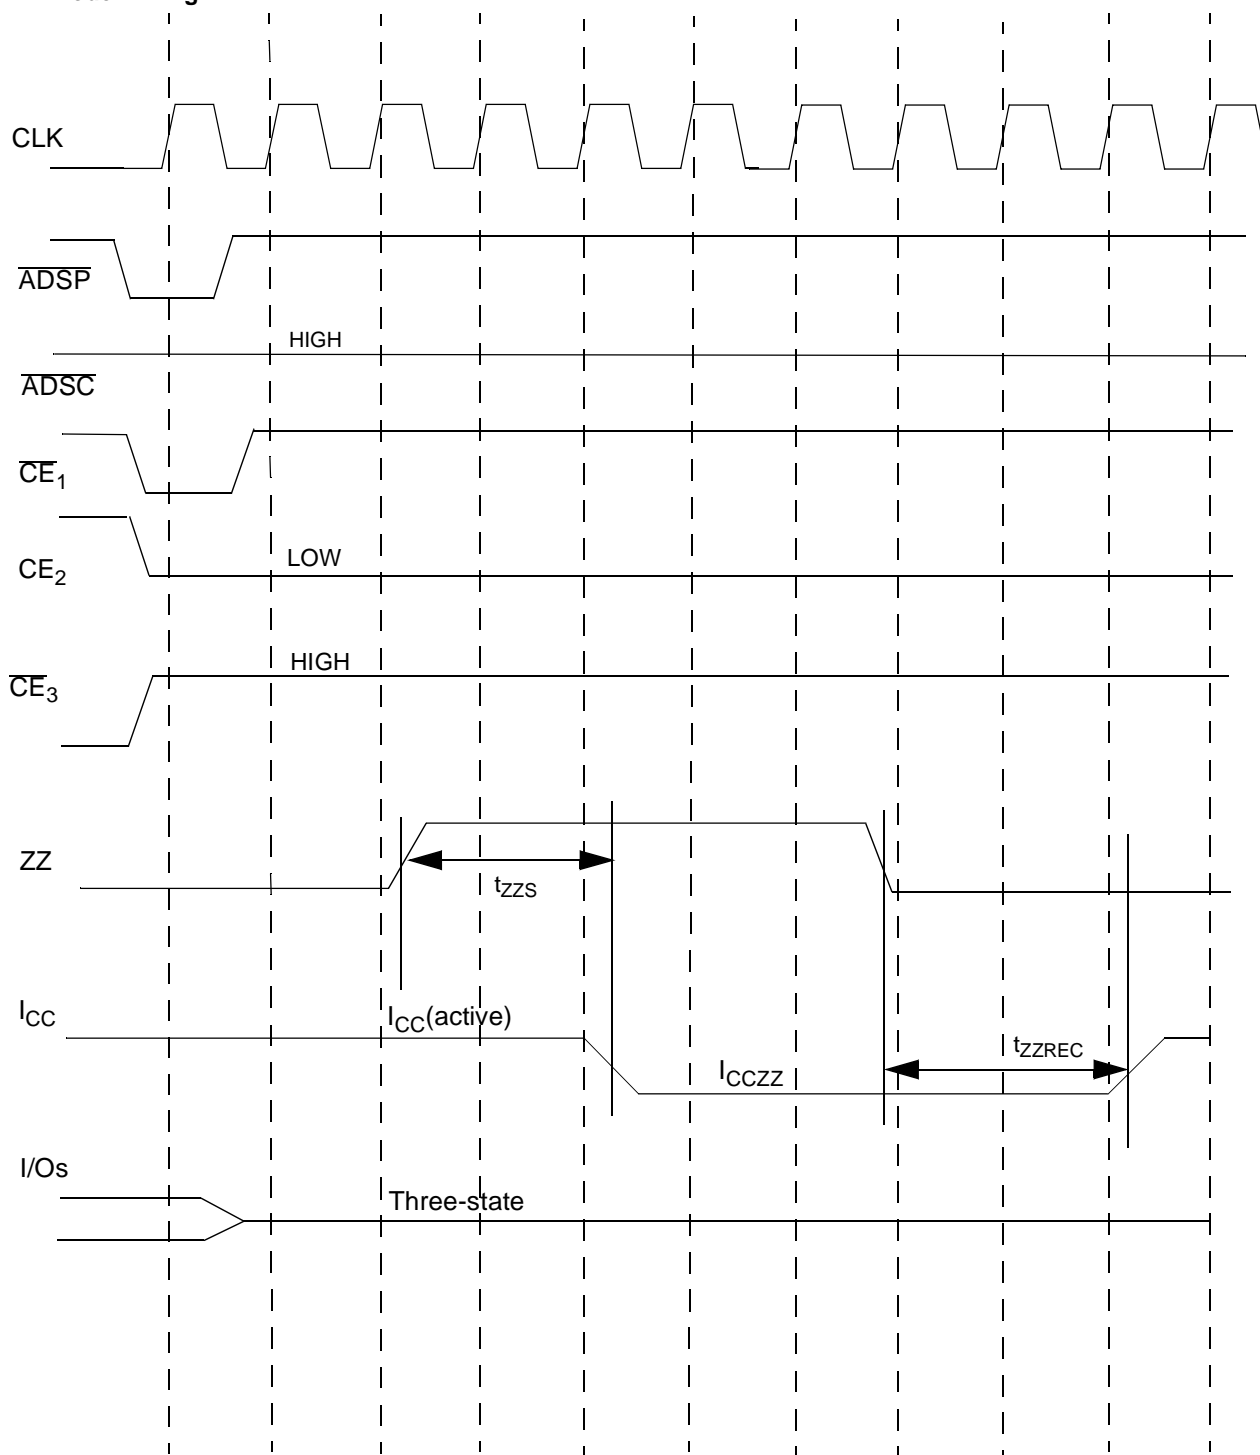 CLK
ADSP
HIGH
ADSC
CE1
LOW
CE2
HIGH
CE3
ZZ
tZZS
ICC
ICC(active)
tZZREC
ICCZZ
I/Os
Three-state